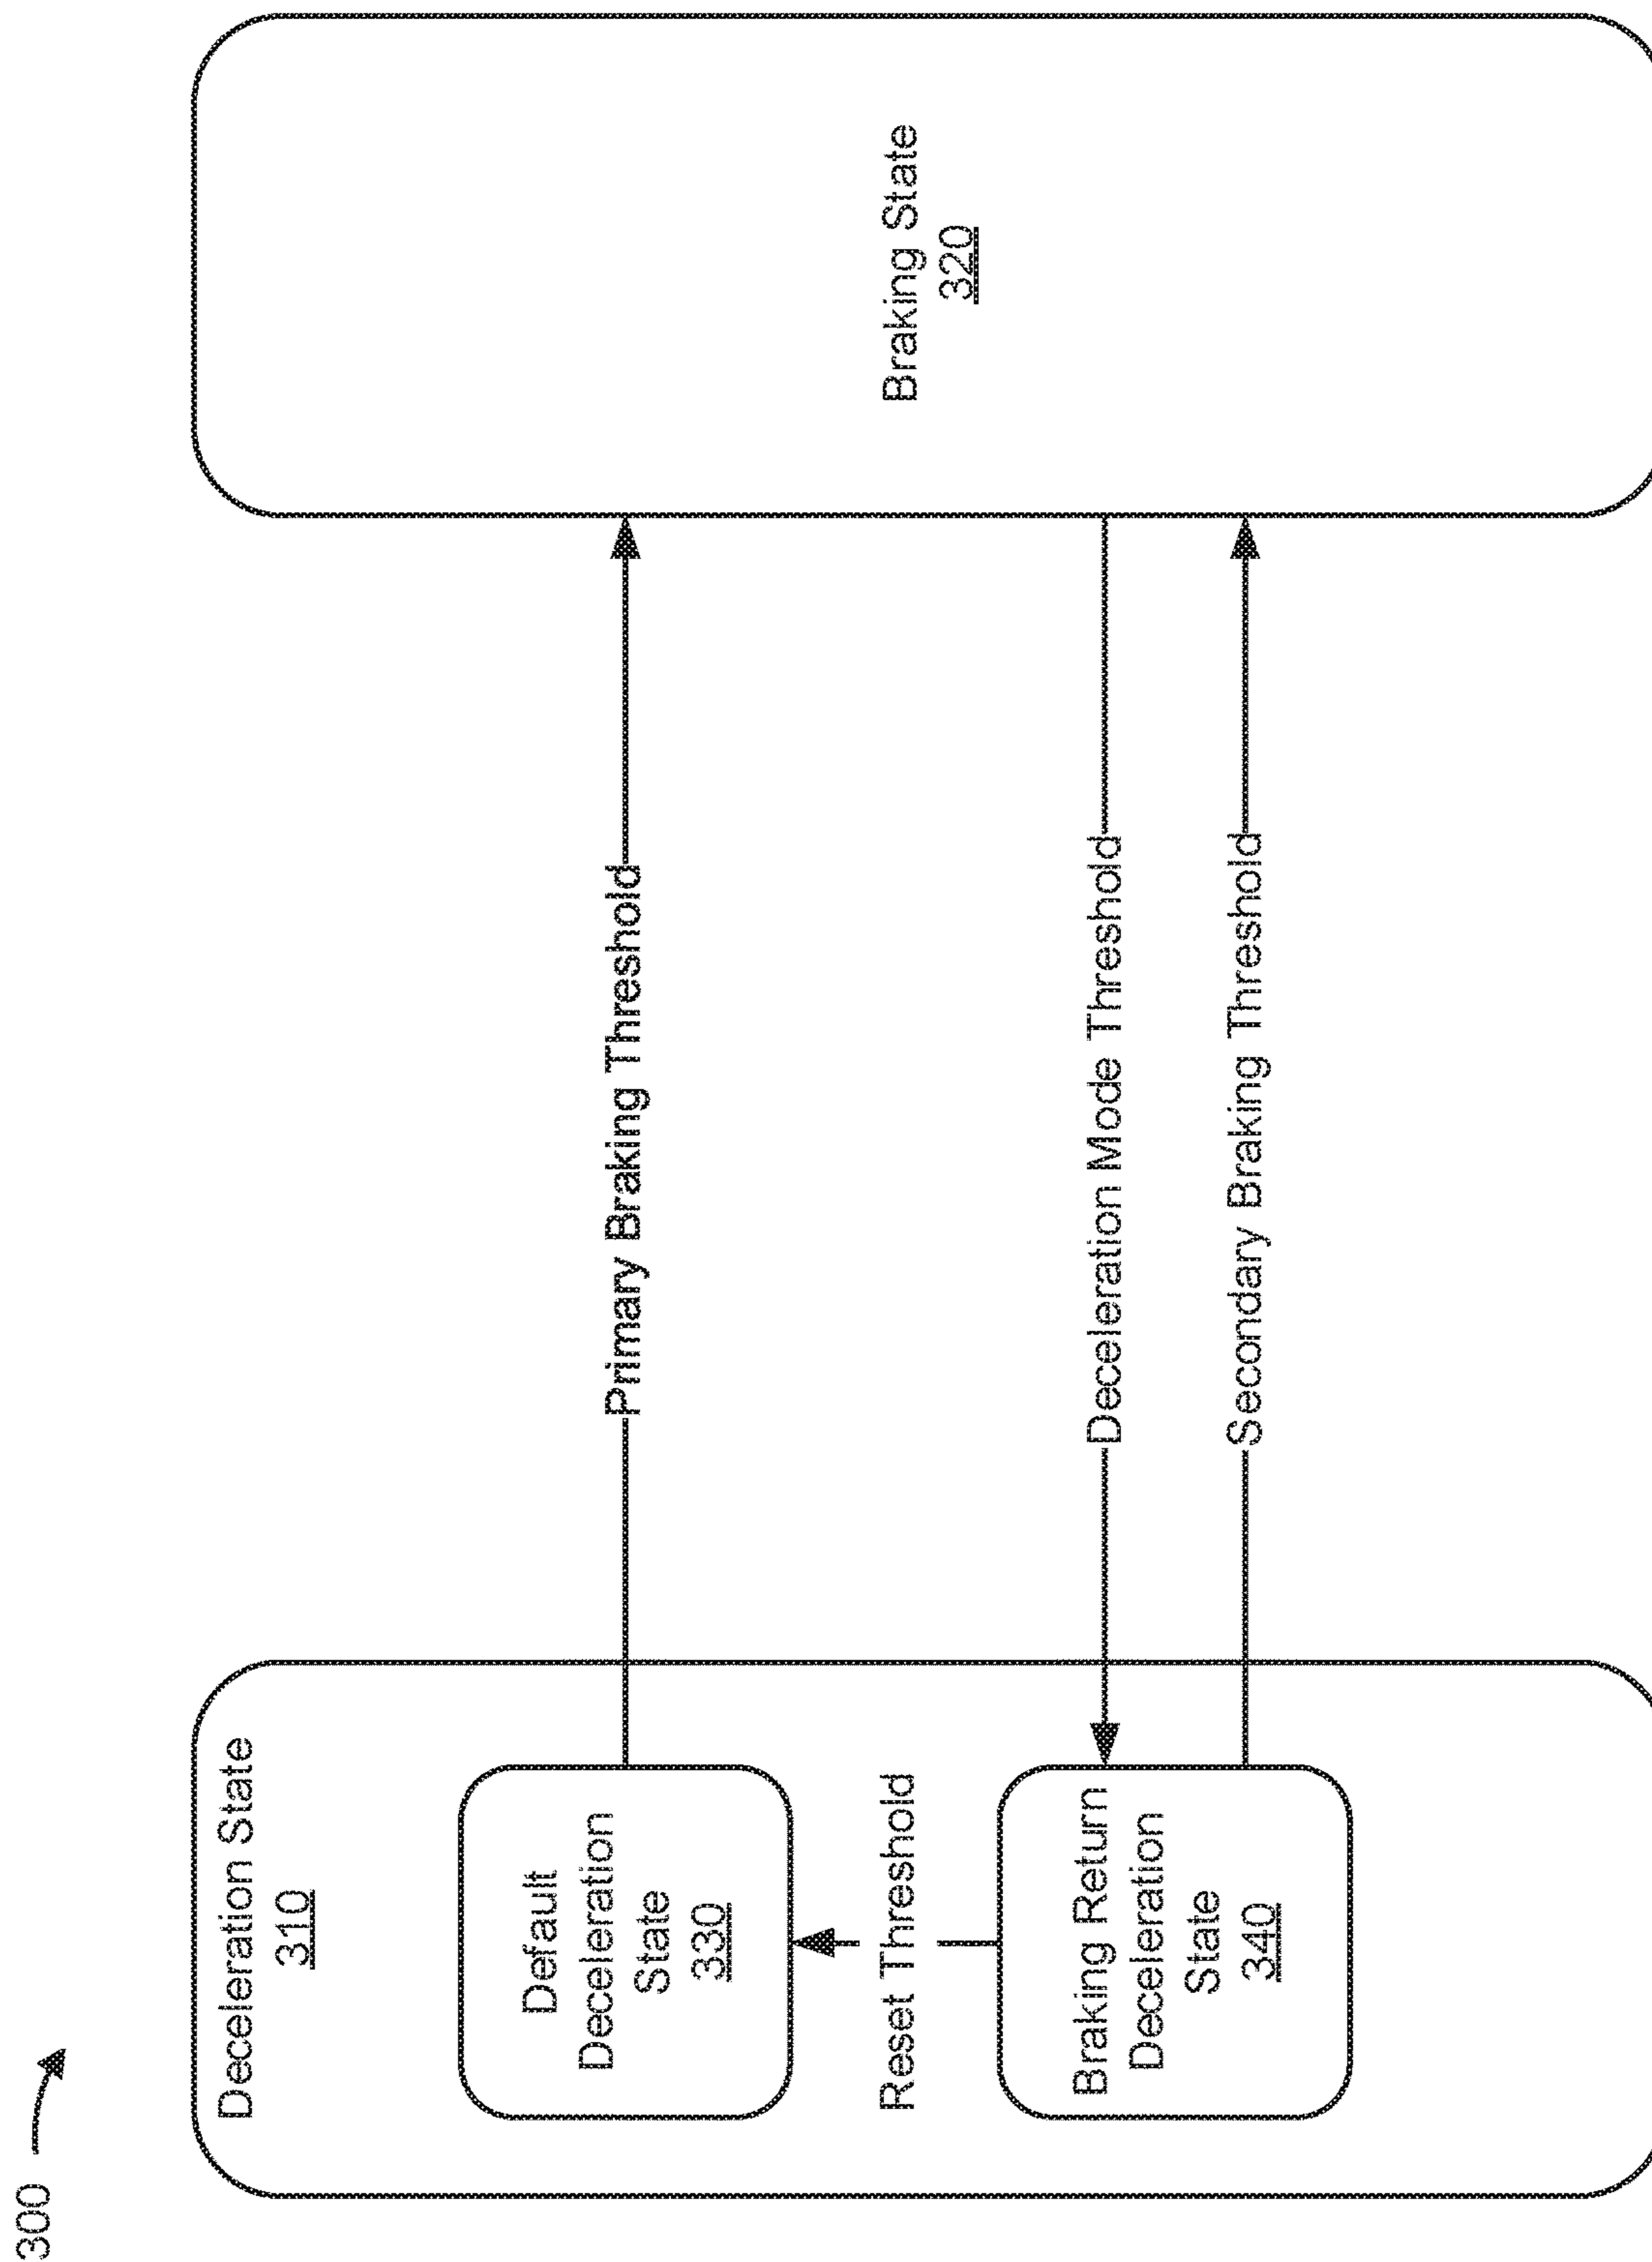 300
Deceleration State
310
Default
Deceleration
State
330
Reset Threshold
Braking Return
Deceleration
State
340
Primary Braking Threshold
Deceleration Mode Threshold
Secondary Braking Threshold
Braking State
320